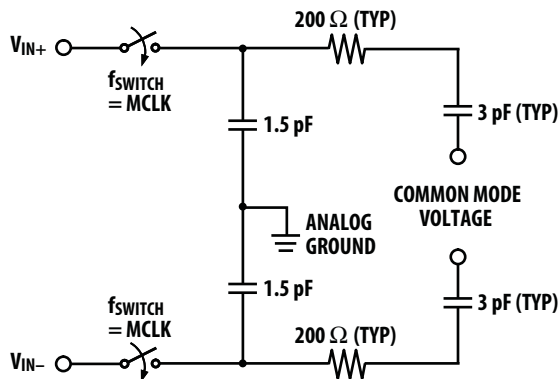 200 Ω (TYP)
VIN+
fSWITCH
= MCLK
1.5 pF
3 pF (TYP)
COMMON MODE
VOLTAGE
ANALOG
GROUND
1.5 pF
3 pF (TYP)
fSWITCH
= MCLK
200 Ω (TYP)
VIN–